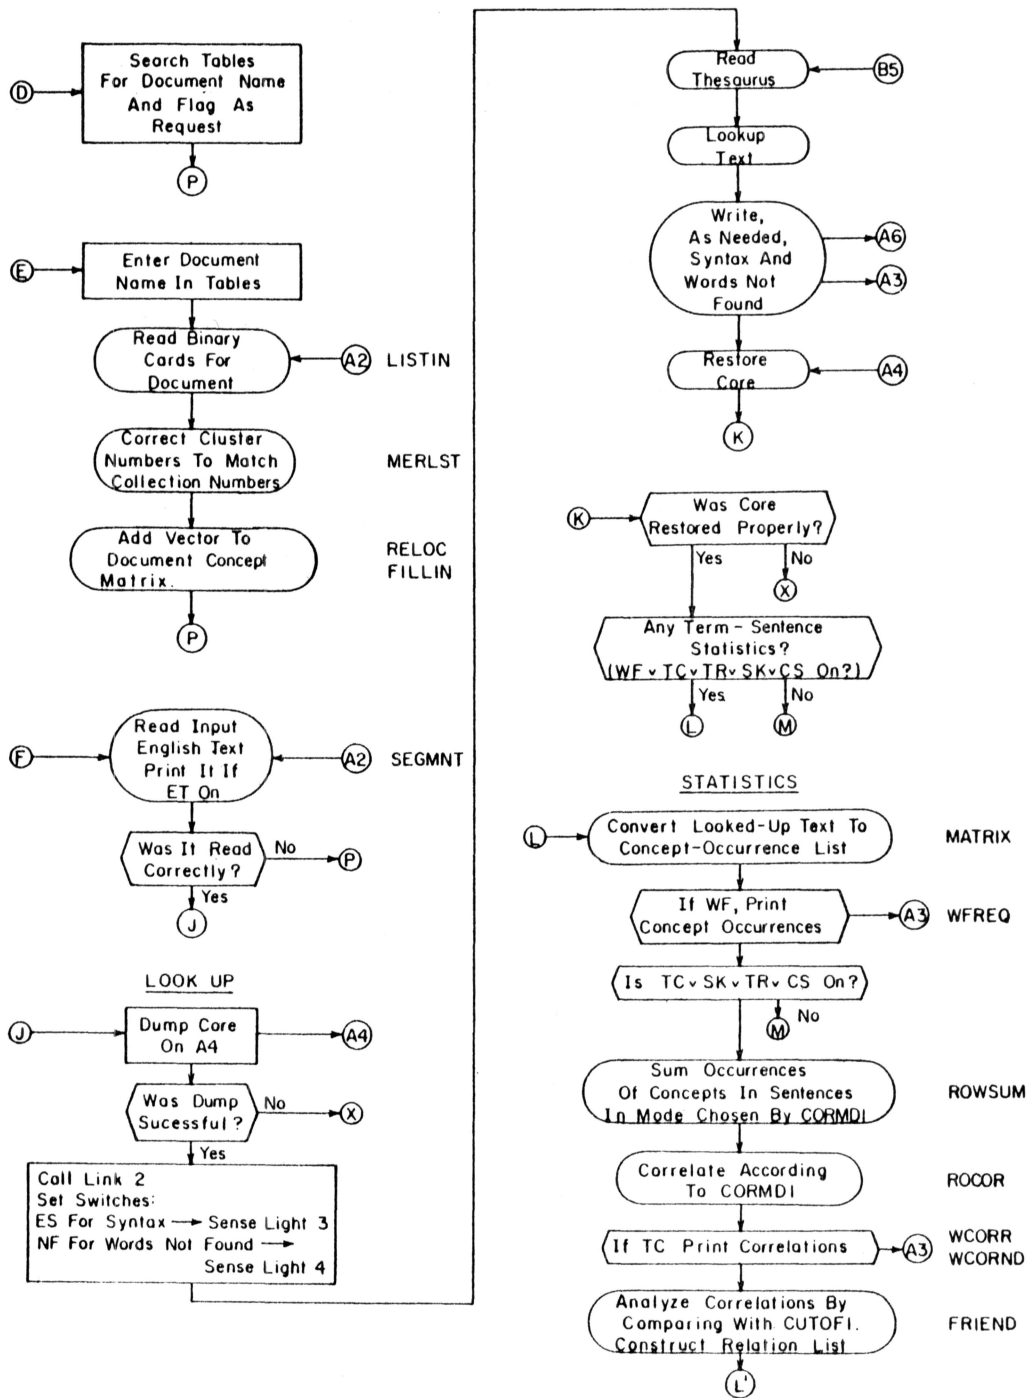 D
Search Tables
For Document Name
And Flag As
Request
P
E
Enter Document
Name In Tables
Read Binary
Cards For
Document
A2 LISTIN
Correct Cluster
Numbers To Match
Collection Numbers
MERLST
Add Vector To
Document Concept
Matrix.
RELOC
FILLIN
P
F
Read Input
English Text
Print It If
ET On
A2 SEGMNT
Was It Read
Correctly?
No
P
Yes
J
LOOK UP
J
Dump Core
On A4
A4
Was Dump
Sucessful?
No
X
Yes
Call Link 2
Set Switches:
ES For Syntax → Sense Light 3
NF For Words Not Found →
Sense Light 4
Read
Thesaurus
B5
Lookup
Text
Write,
As Needed,
Syntax And
Words Not
Found
A6
A3
Restore
Core
A4
K
K
Was Core
Restored Properly?
Yes
No
X
Any Term - Sentence
Statistics?
(WF v TC v TR v SK v CS On?)
Yes
No
L
M
STATISTICS
L
Convert Looked-Up Text To
Concept-Occurrence List
MATRIX
If WF, Print
Concept Occurrences
A3 WFREQ
Is TC v SK v TR v CS On?
No
M
Sum Occurrences
Of Concepts In Sentences
In Mode Chosen By CORMDI
ROWSUM
Correlate According
To CORMDI
ROCOR
If TC Print Correlations
A3
WCORR
WCORND
Analyze Correlations By
Comparing With CUTOFI.
Construct Relation List
FRIEND
L'